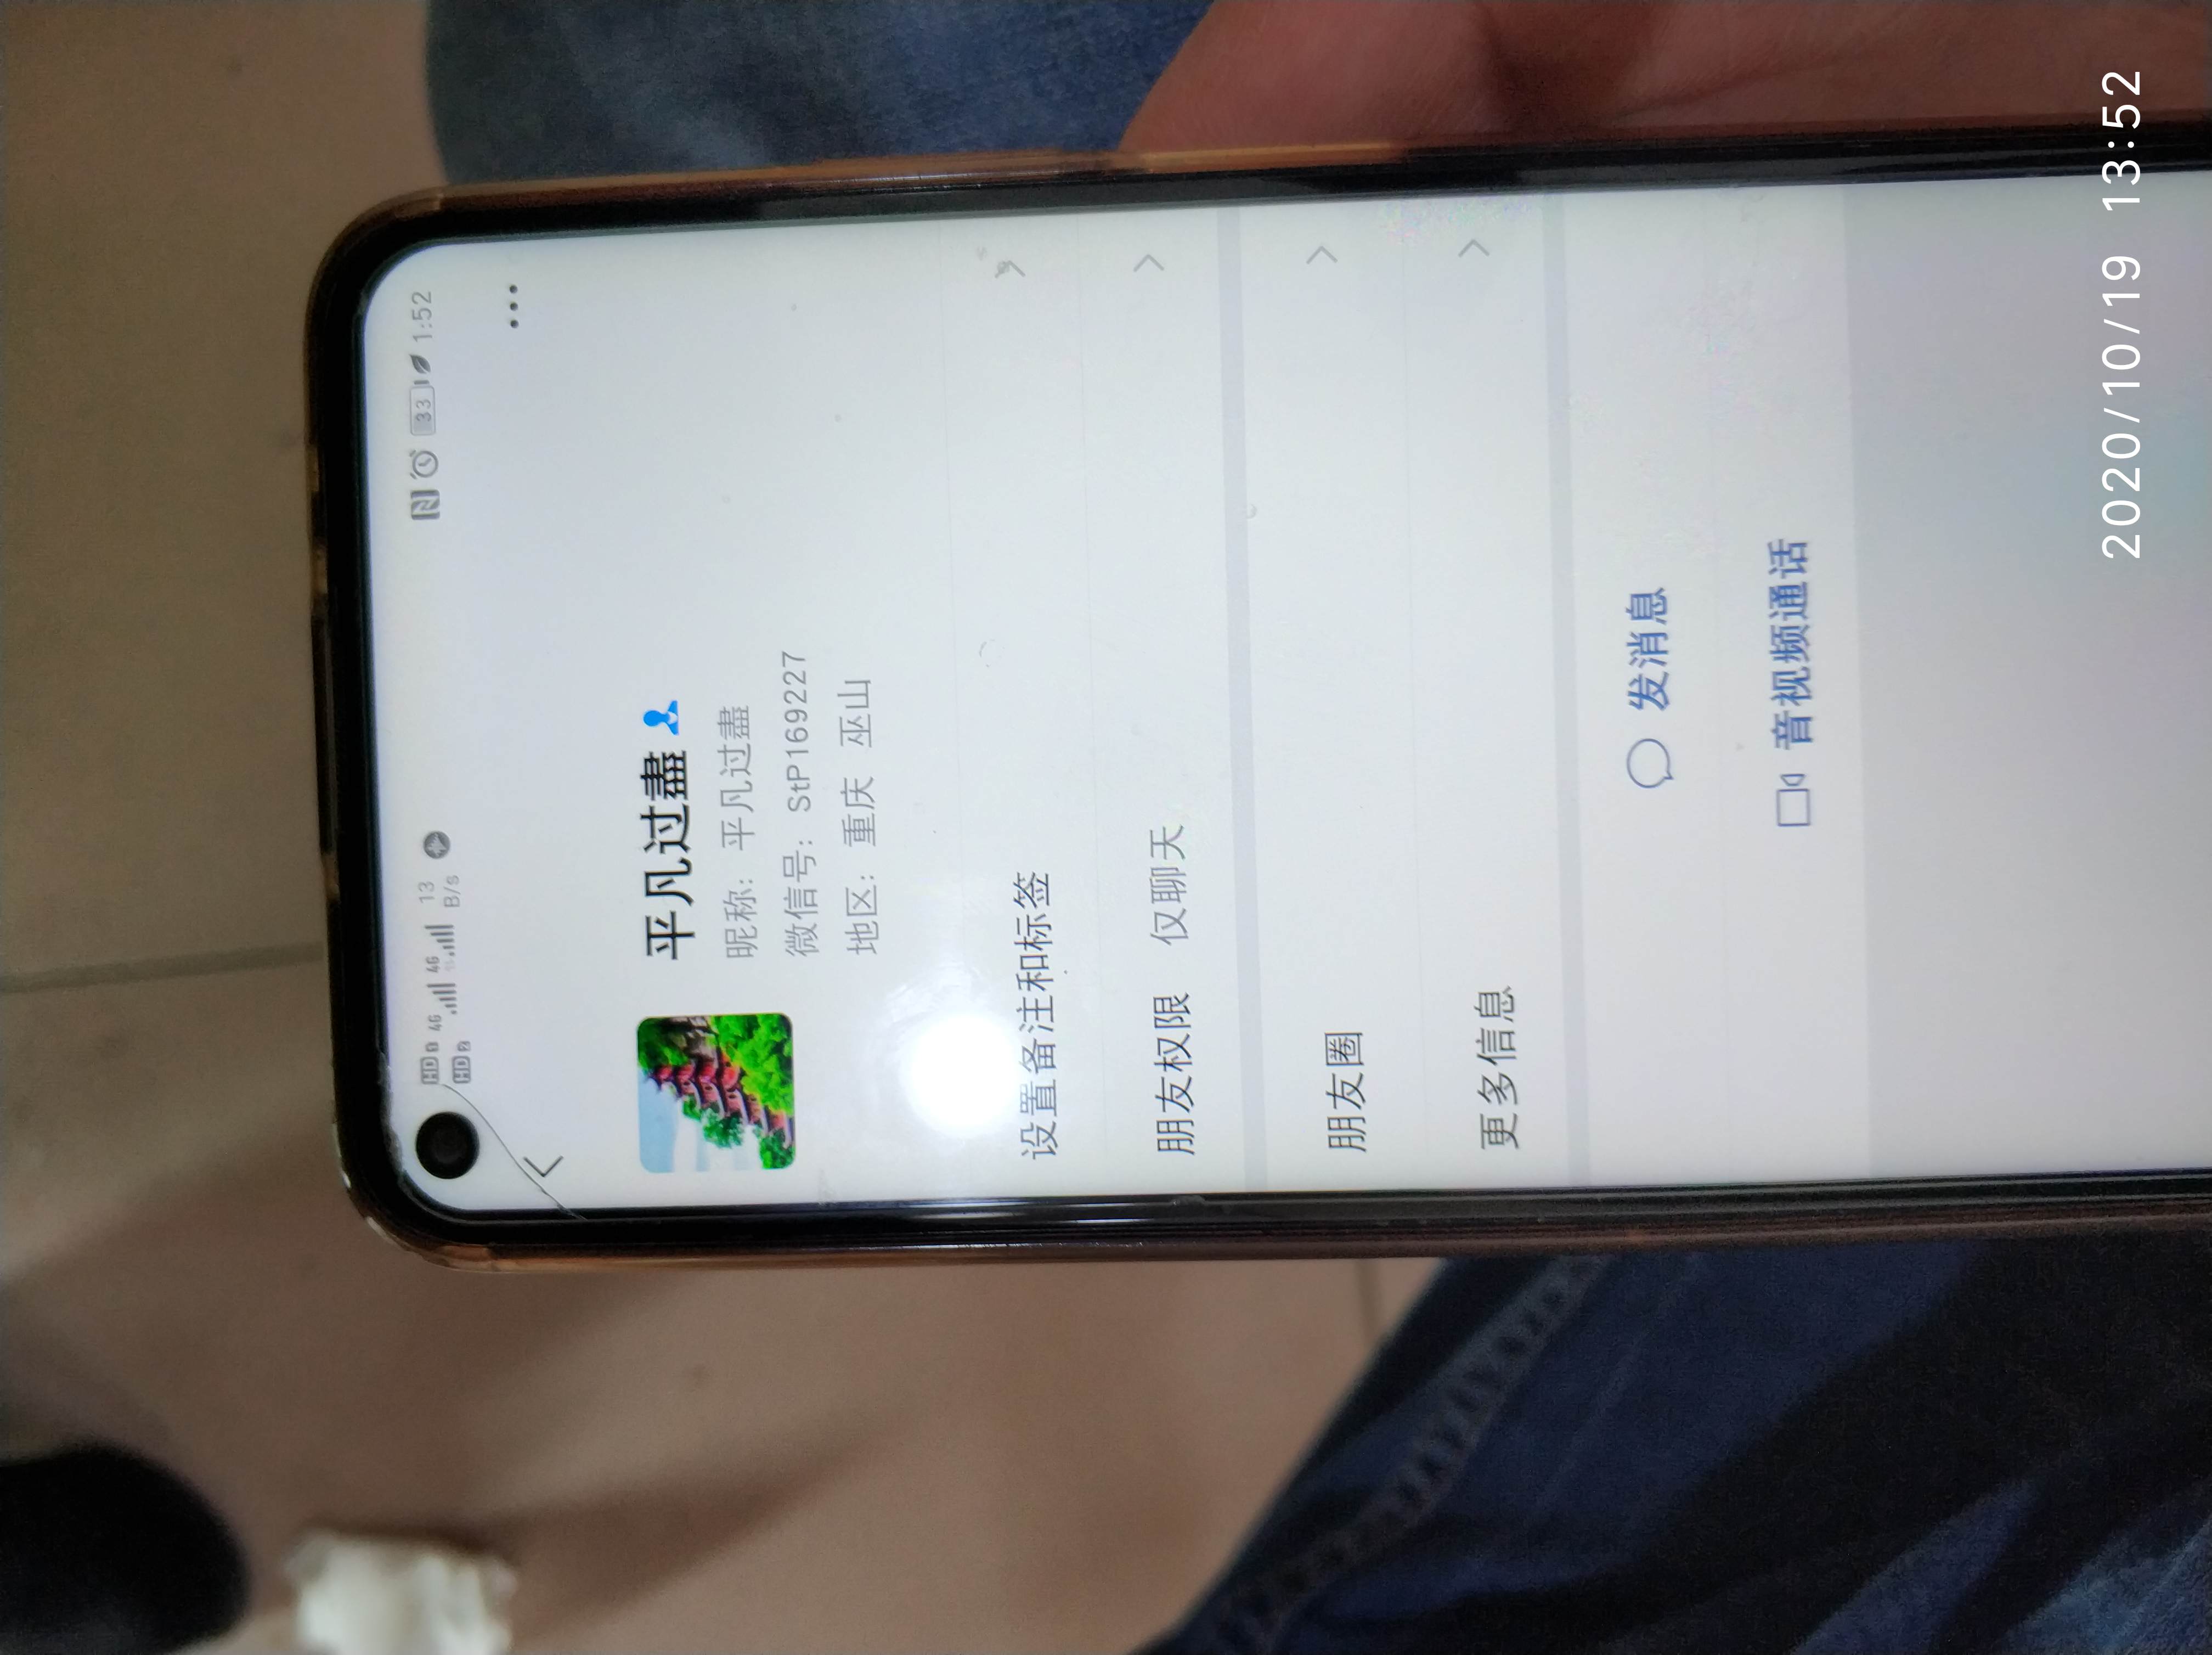 HD 1 4G 4G 13 33 1:52
HD 2 B/s
平凡过盡
昵称: 平凡过盡
微信号: StP169227
地区: 重庆 巫山
设置备注和标签
朋友权限 仅聊天
朋友圈
更多信息
发消息
音视频通话
2020/10/19 13:52